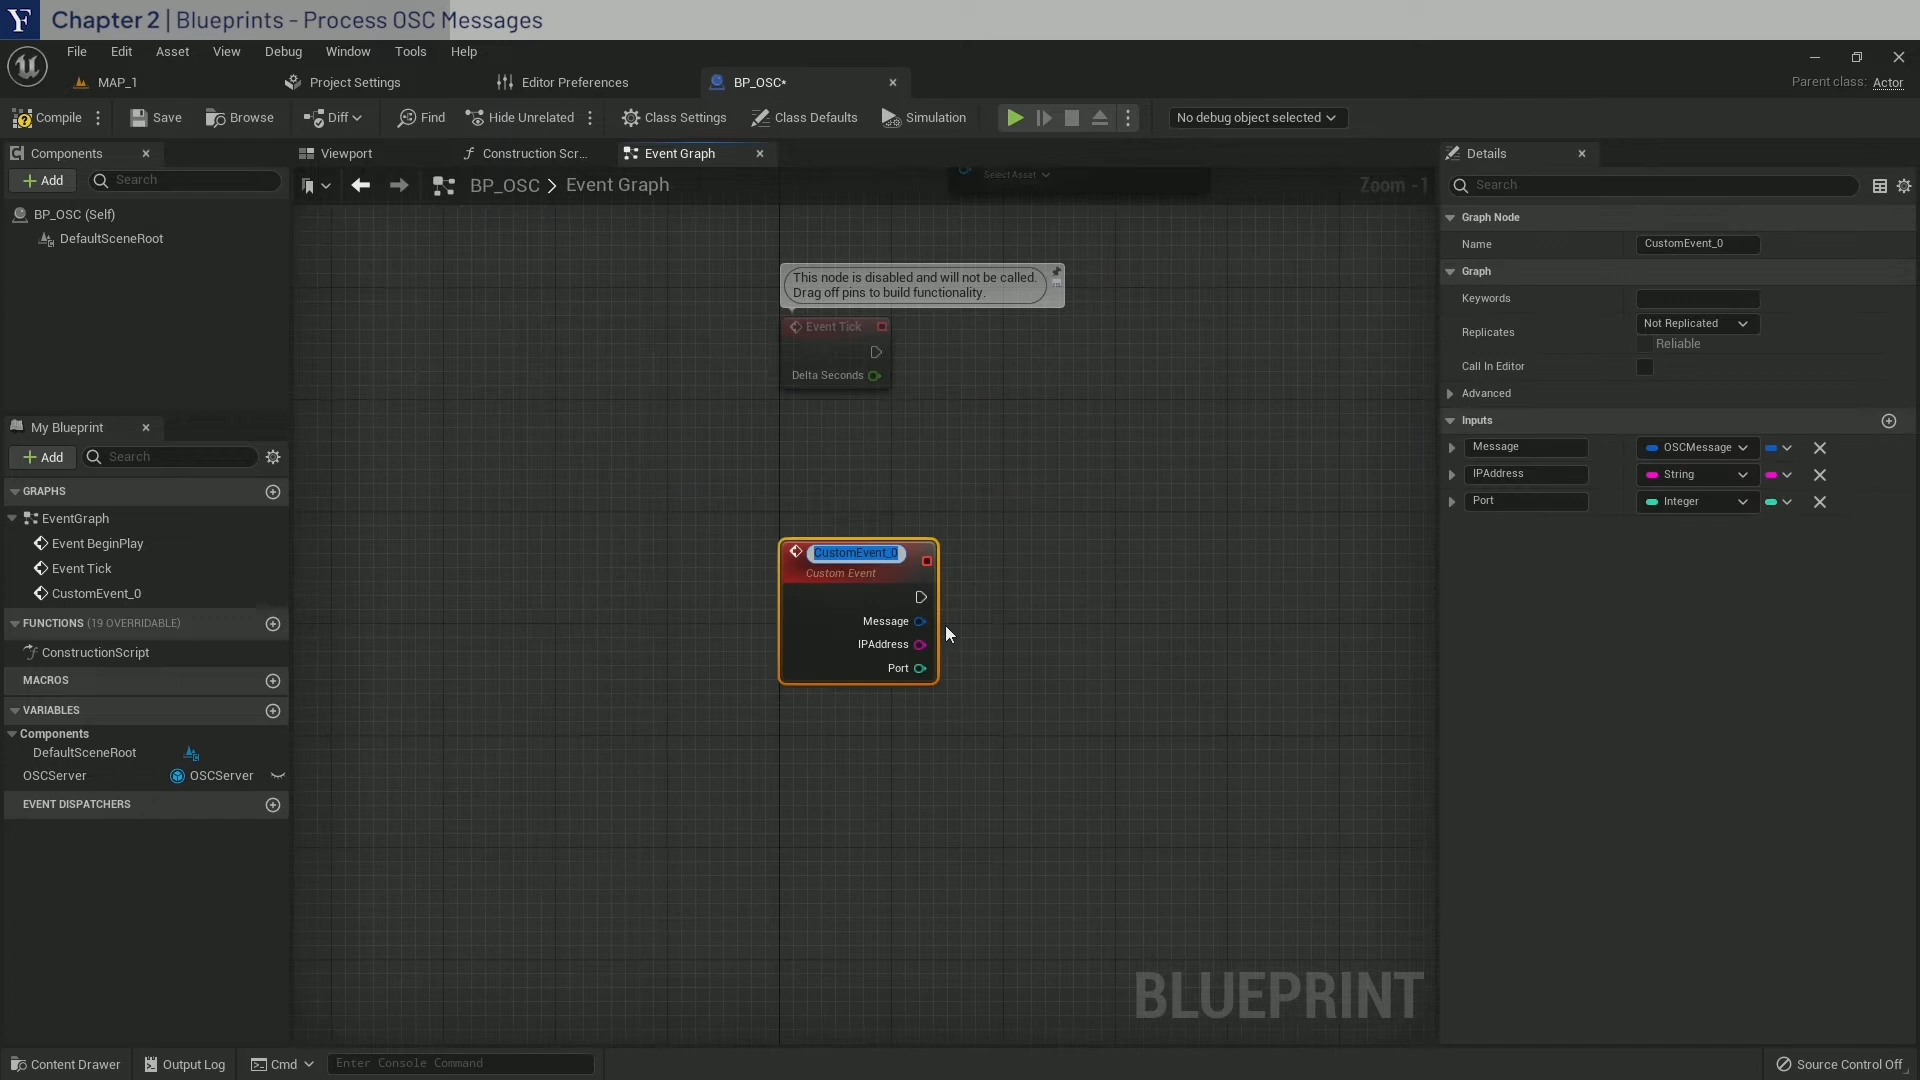 Chapter 2 | Blueprints - Process OSC Messages
File Edit Asset View Debug Window Tools Help
MAP_1 Project Settings Editor Preferences BP_OSC* Parent class: Actor
Compile Save Browse Diff Find Hide Unrelated Class Settings Class Defaults Simulation No debug object selected
Components Viewport Construction Scr... Event Graph Details
Add Search BP_OSC > Event Graph Select Asset Zoom -1 Search
BP_OSC (Self)
DefaultSceneRoot
Graph Node
Name CustomEvent_0
Graph
Keywords
Replicates Not Replicated
Reliable
Call In Editor
Advanced
Inputs
Message OSCMessage
IPAddress String
Port Integer
This node is disabled and will not be called.
Drag off pins to build functionality.
Event Tick
Delta Seconds
CustomEvent_0
Custom Event
Message
IPAddress
Port
My Blueprint
Add Search
GRAPHS
EventGraph
Event BeginPlay
Event Tick
CustomEvent_0
FUNCTIONS (19 OVERRIDABLE)
ConstructionScript
MACROS
VARIABLES
Components
DefaultSceneRoot
OSCServer OSCServer
EVENT DISPATCHERS
BLUEPRINT
Content Drawer Output Log Cmd Enter Console Command Source Control Off